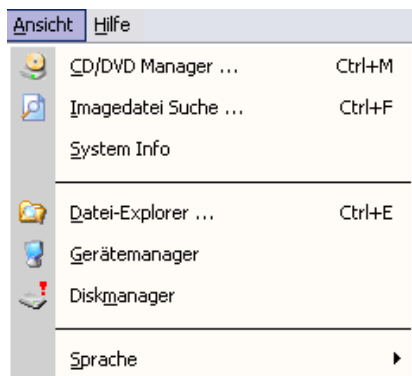 Ansicht Hilfe
CD/DVD Manager ... Ctrl+M
Imagedatei Suche ... Ctrl+F
System Info
Datei-Explorer ... Ctrl+E
Gerätemanager
Diskmanager
Sprache